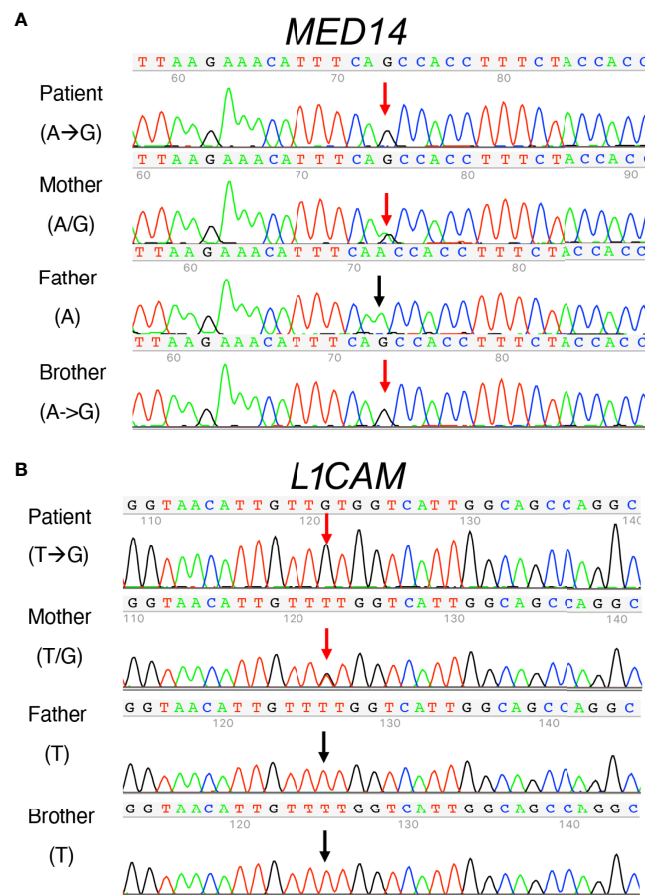 A
MED14
T T A A G A A A C A T T T C A G C C A C C T T T C T A C C A C C
60 70 80
Patient
(A→G)
T T A A G A A A C A T T T C A G C C A C C T T T C T A C C A C C
60 70 80 90
Mother
(A/G)
T T A A G A A A C A T T T C A A C C A C C T T T C T A C C A C C
60 70 80
Father
(A)
T T A A G A A A C A T T T C A G C C A C C T T T C T A C C A C C
60 70 80
Brother
(A->G)
B
L1CAM
G G T A A C A T T G T T G T G G T C A T T G G C A G C C A G G C
110 120 130 140
Patient
(T→G)
G G T A A C A T T G T T T T G G T C A T T G G C A G C C A G G C
110 120 130 140
Mother
(T/G)
G G T A A C A T T G T T T T G G T C A T T G G C A G C C A G G C
120 130 140
Father
(T)
G G T A A C A T T G T T T T G G T C A T T G G C A G C C A G G C
120 130 140
Brother
(T)